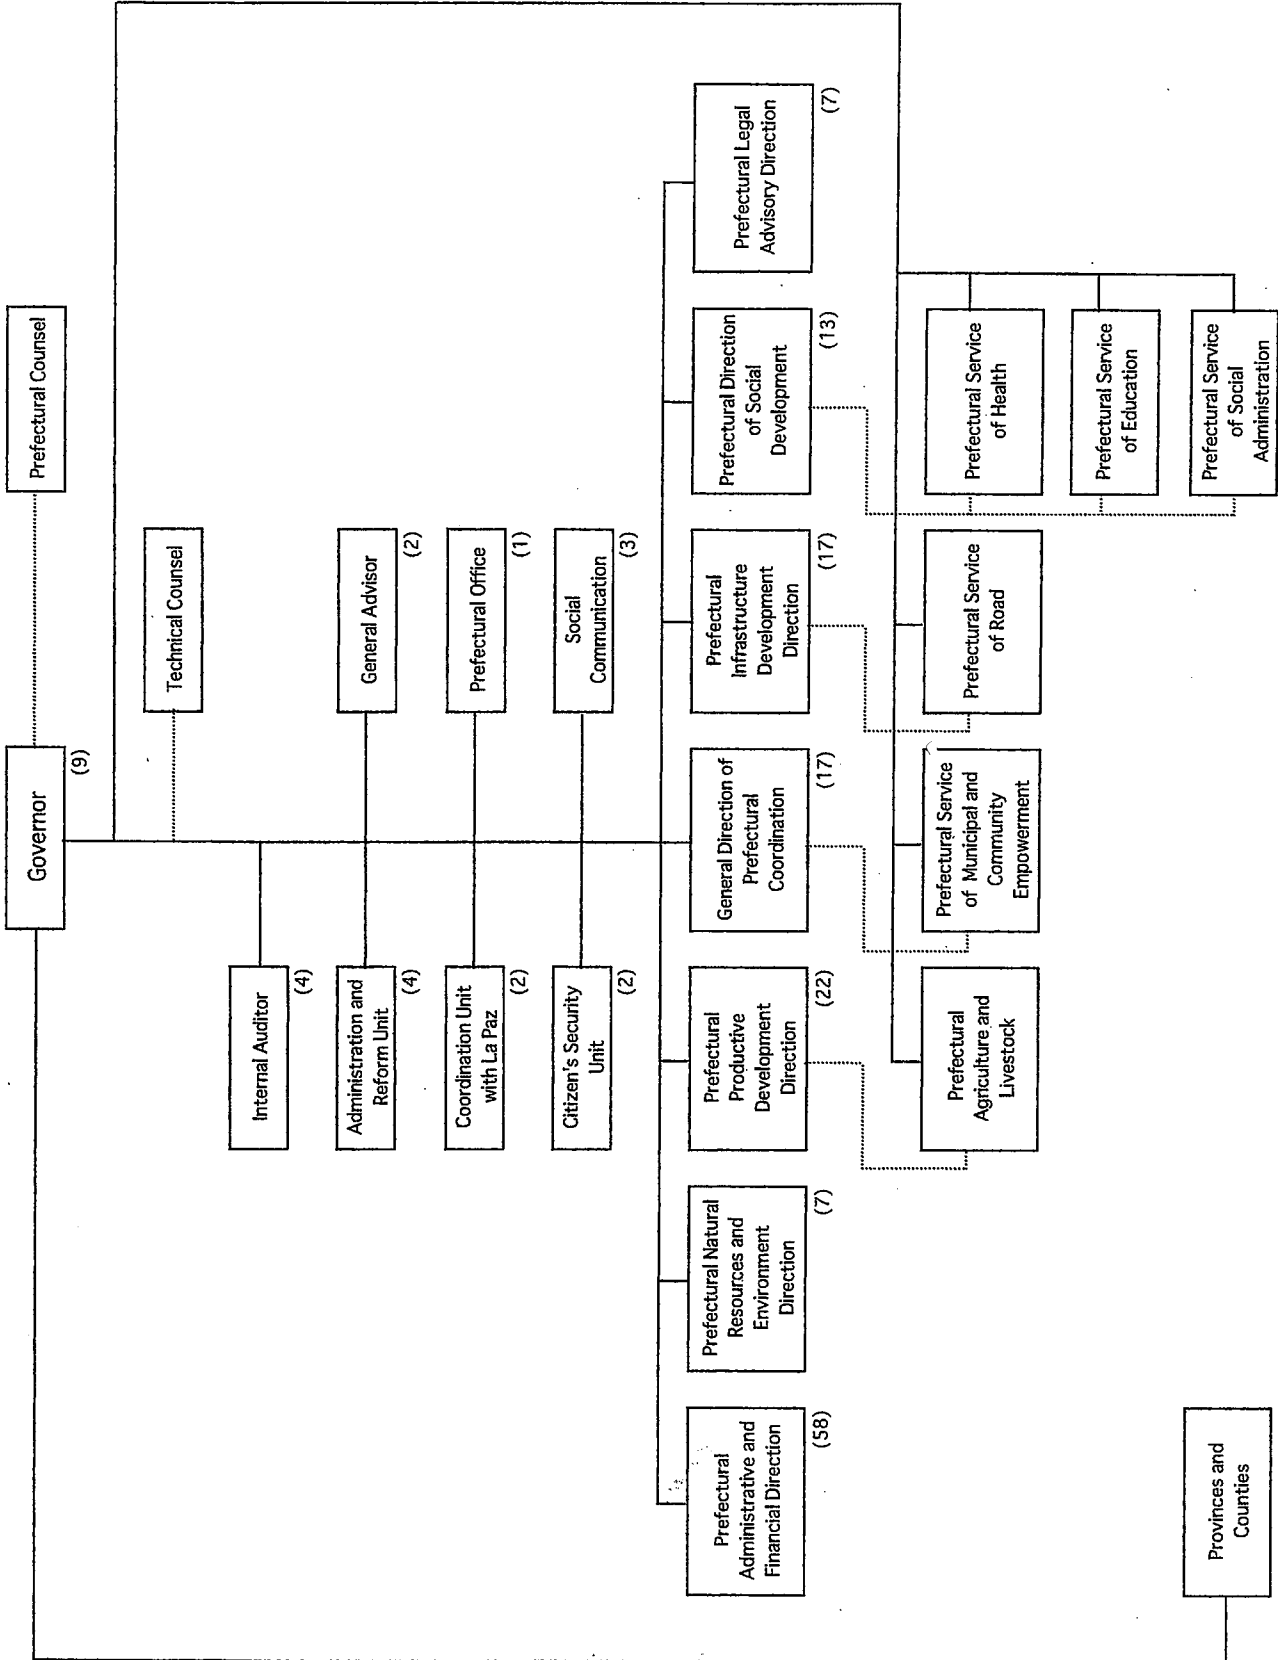 Governor
(9)
Prefectural Counsel
Technical Counsel
Internal Auditor
(4)
Administration and
Reform Unit
(4)
General Advisor
(2)
Coordination Unit
with La Paz
(2)
Prefectural Office
(1)
Citizen's Security
Unit
(2)
Social
Communication
(3)
Prefectural
Administrative and
Financial Direction
(58)
Prefectural Natural
Resources and
Environment
Direction
(7)
Prefectural
Productive
Development
Direction
(22)
General Direction of
Prefectural
Coordination
(17)
Prefectural
Infrastructure
Development
Direction
(17)
Prefectural Direction
of Social
Development
(13)
Prefectural Legal
Advisory Direction
(7)
Prefectural
Agriculture and
Livestock
Prefectural Service
of Municipal and
Community
Empowerment
Prefectural Service
of Road
Prefectural Service
of Health
Prefectural Service
of Education
Prefectural Service
of Social
Administration
Provinces and
Counties